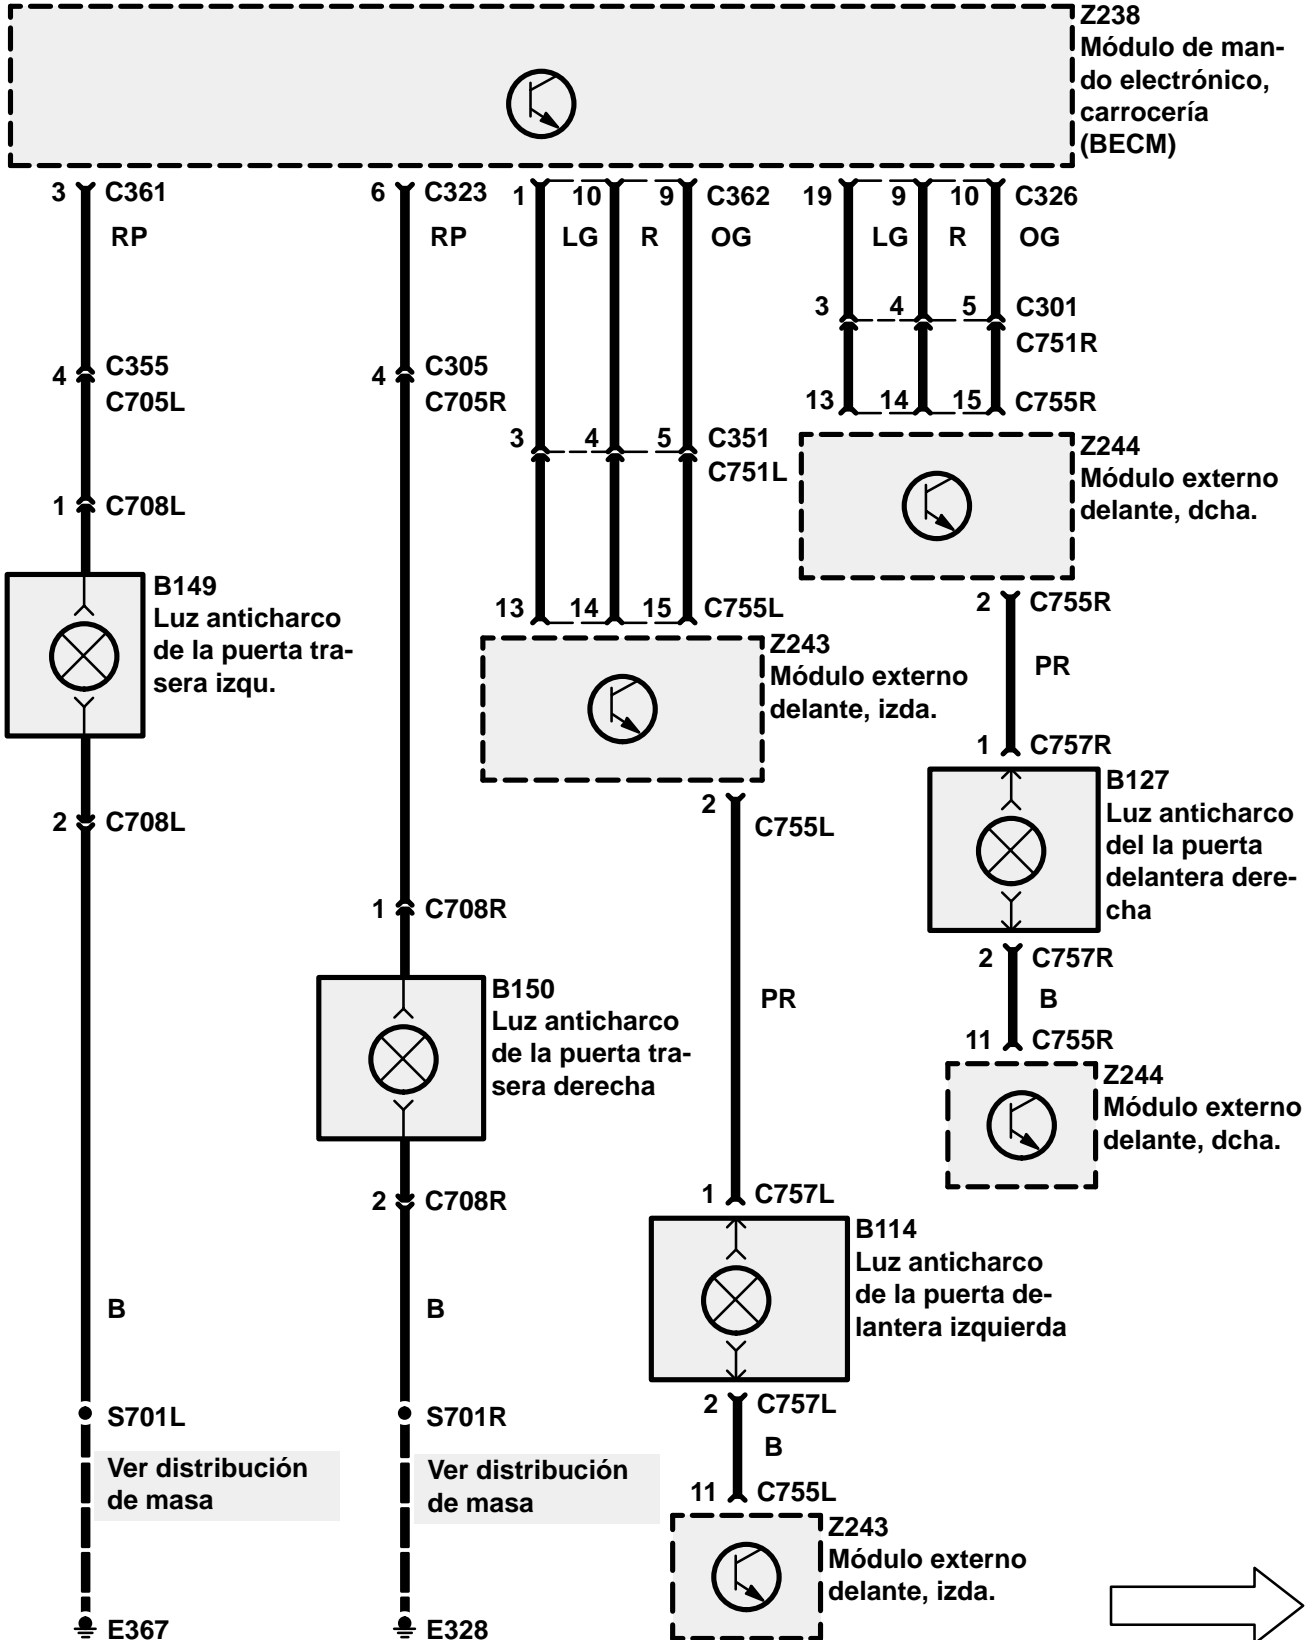 Z238
Módulo de man-
do electrónico,
carrocería
(BECM)
3 C361
6 C323
1 10 9 C362
19 9 10 C326
RP
RP
LG R OG
LG R OG
3 4 5 C301
C751R
4 C355
C705L
4 C305
C705R
13 14 15 C755R
3 4 5 C351
C751L
Z244
Módulo externo
delante, dcha.
1 C708L
B149
Luz anticharco
de la puerta tra-
sera izqu.
13 14 15 C755L
2 C755R
Z243
Módulo externo
delante, izda.
PR
1 C757R
B127
Luz anticharco
del la puerta
delantera dere-
cha
2 C755L
2 C708L
1 C708R
2 C757R
B150
Luz anticharco
de la puerta tra-
sera derecha
PR
B
11 C755R
Z244
Módulo externo
delante, dcha.
2 C708R
1 C757L
B114
Luz anticharco
de la puerta de-
lantera izquierda
B
B
2 C757L
S701L
S701R
B
Ver distribución
de masa
Ver distribución
de masa
11 C755L
Z243
Módulo externo
delante, izda.
E367
E328